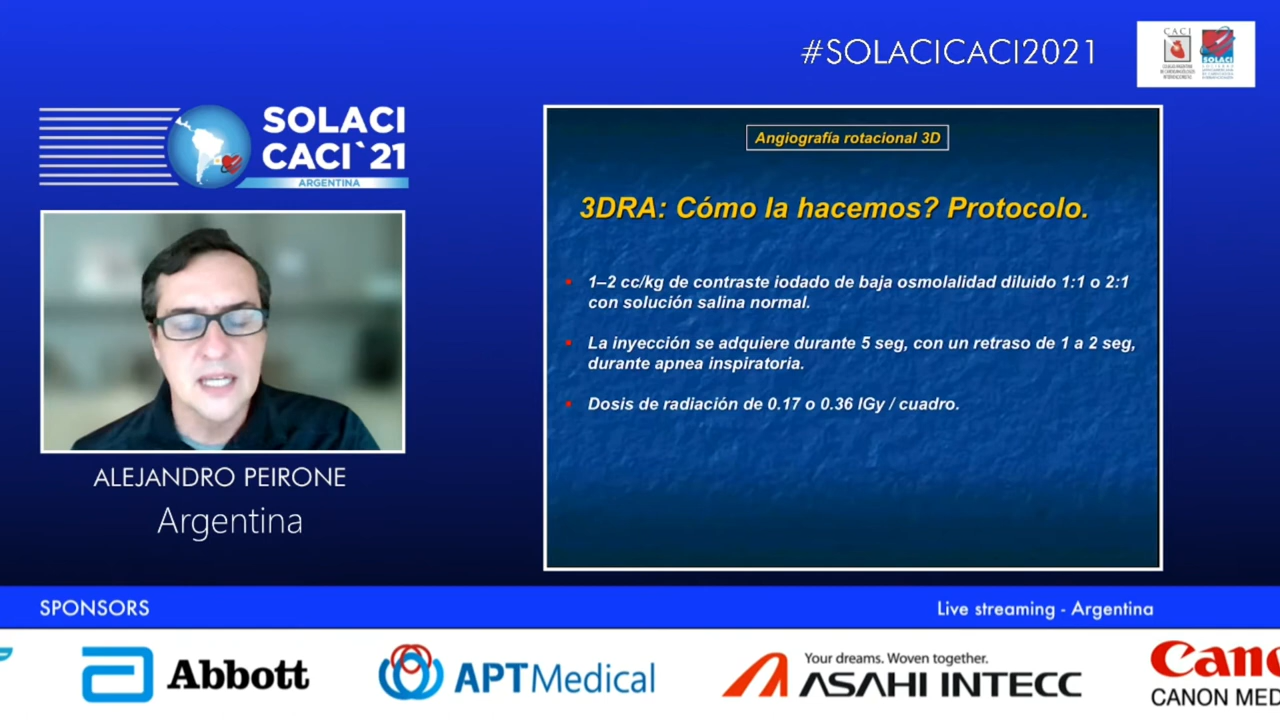 #SOLACICACI2021
CACI
SOLACI
SOLACI
CACI`21
ARGENTINA
Angiografía rotacional 3D
3DRA: Cómo la hacemos? Protocolo.
1–2 cc/kg de contraste iodado de baja osmolalidad diluido 1:1 o 2:1
con solución salina normal.
La inyección se adquiere durante 5 seg, con un retraso de 1 a 2 seg,
durante apnea inspiratoria.
Dosis de radiación de 0.17 o 0.36 lGy / cuadro.
ALEJANDRO PEIRONE
Argentina
SPONSORS
Live streaming - Argentina
Abbott
APTMedical
Your dreams. Woven together.
ASAHI INTECC
Cano
CANON MED